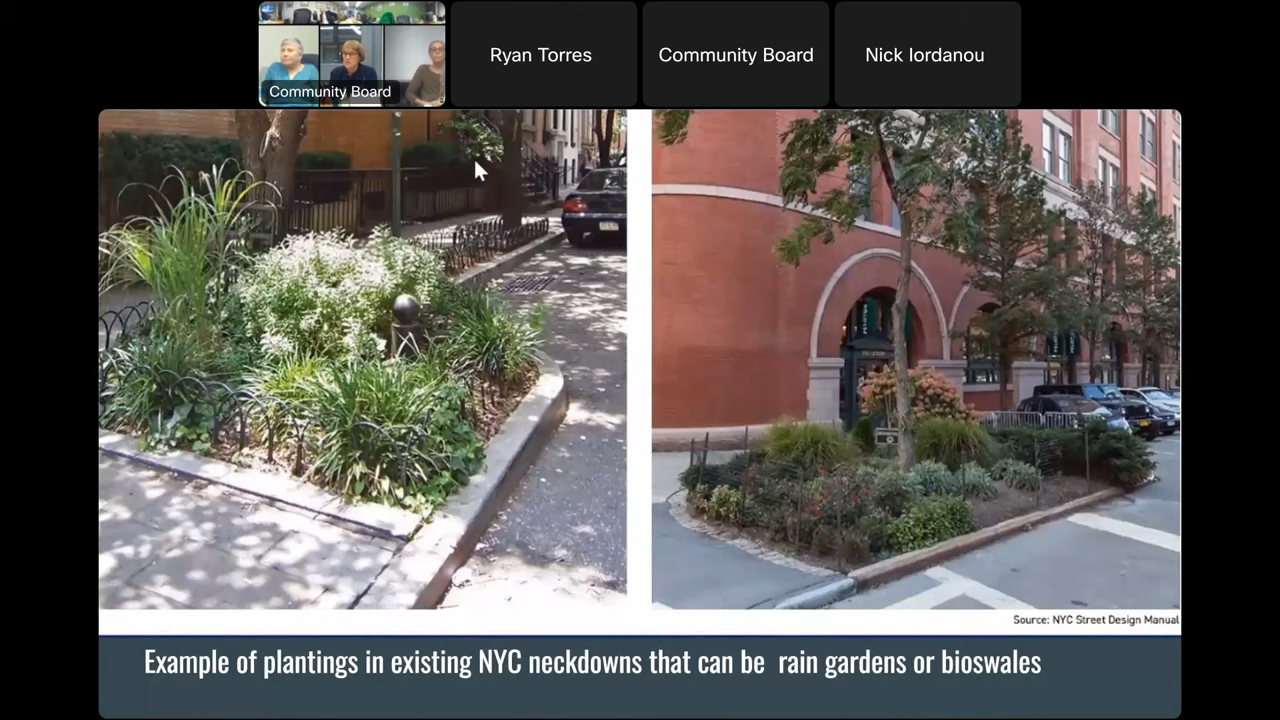 Community Board
Ryan Torres
Community Board
Nick Iordanou
PELOTON
Source: NYC Street Design Manual
Example of plantings in existing NYC neckdowns that can be rain gardens or bioswales